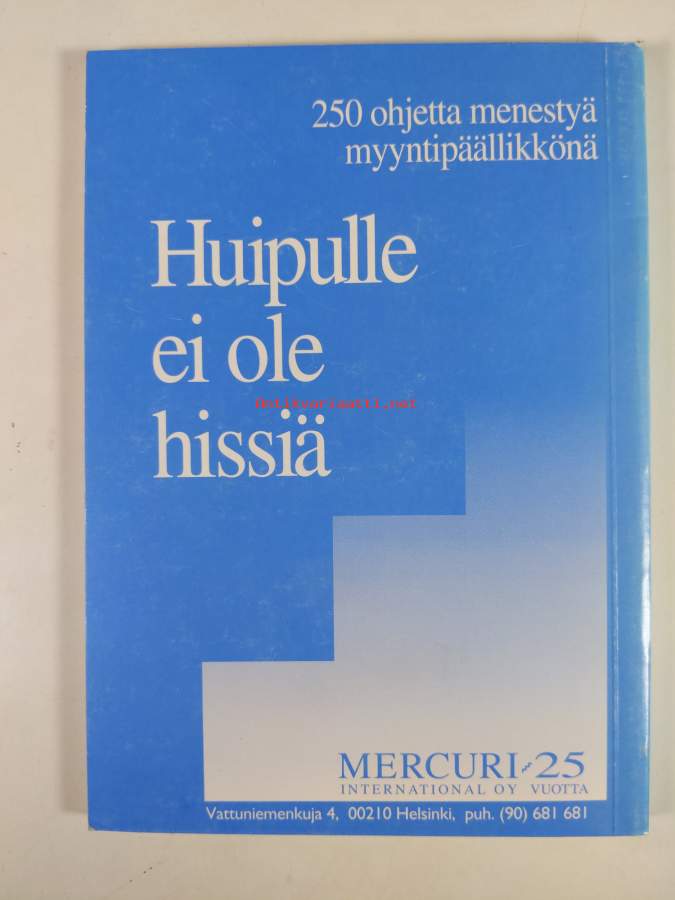 250 ohjetta menestyä
myyntipäällikkönä
Huipulle
ei ole
hissiä
antikvariaatti.net
MERCURI 25
INTERNATIONAL OY VUOTTA
Vattuniemenkuja 4, 00210 Helsinki, puh. (90) 681 681